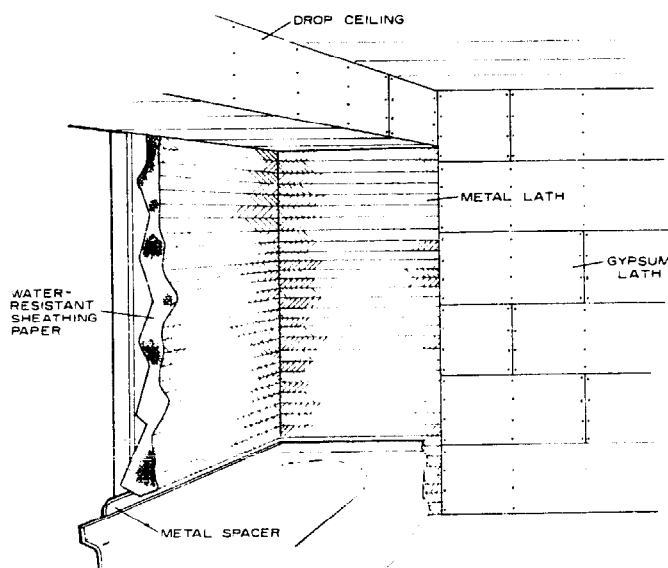 DROP CEILING
METAL LATH
GYPSUM
LATH
WATER-
RESISTANT
SHEATHING
PAPER
METAL SPACER